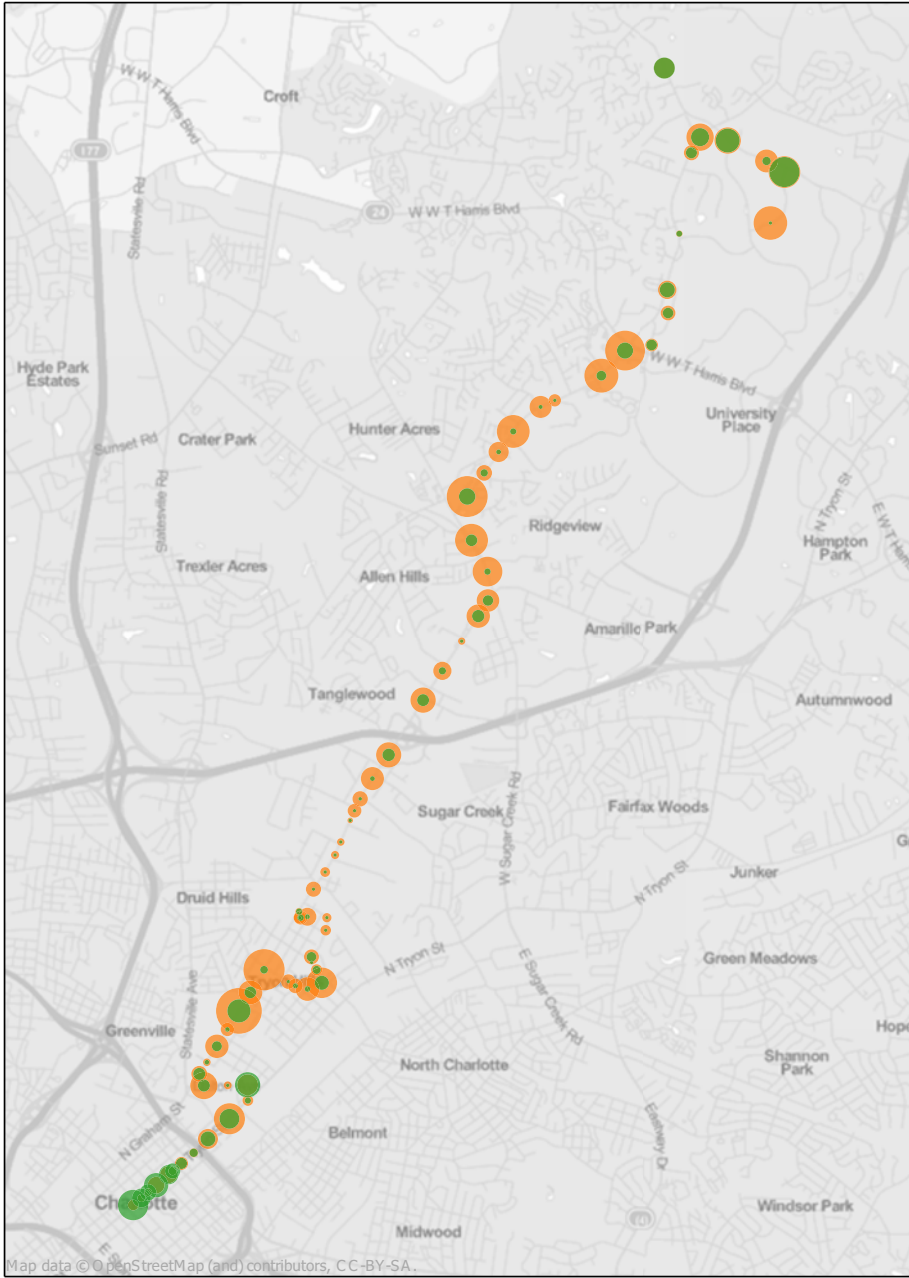 W W T Harris Blvd
Croft
I77
Statesville Rd
24
W W T Harris Blvd
Hyde Park
Estates
W W T Harris Blvd
University
Place
Sunset Rd
Crater Park
Hunter Acres
Statesville Rd
N Tryon St
E W T Harris
Ridgeview
Hampton
Park
Trexler Acres
Allen Hills
Amarillo Park
Tanglewood
Autumnwood
Sugar Creek
W Sugar Creek Rd
Fairfax Woods
G
Junker
N Tryon St
Druid Hills
N Tryon St
Green Meadows
E Sugar Creek Rd
Statesville Ave
Greenville
Hope
North Charlotte
Shannon
Park
N Graham St
Belmont
Eastway Dr
Charlotte
Windsor Park
Midwood
E S
Map data © OpenStreetMap (and) contributors, CC-BY-SA.